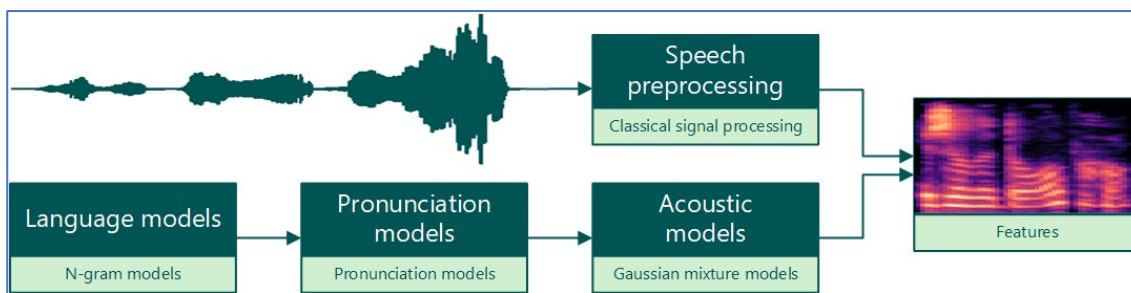 Speech
preprocessing
Classical signal processing
Language models
N-gram models
Pronunciation
models
Pronunciation models
Acoustic
models
Gaussian mixture models
Features